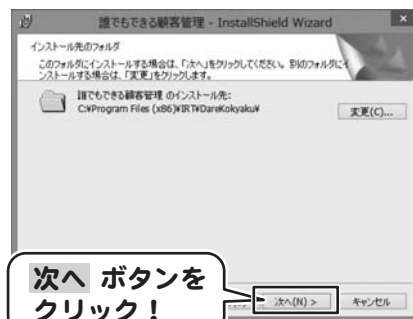 誰でもできる顧客管理 - InstallShield Wizard
インストール先のフォルダ
このフォルダにインストールする場合は、「次へ」をクリックしてください。別のフォルダにイ
ンストールする場合は、「変更」をクリックします。
誰でもできる顧客管理 のインストール先:
C:¥Program Files (x86)¥IRT¥DareKokyaku¥
変更(C)...
次へ ボタンを
クリック！
次へ(N) >
キャンセル